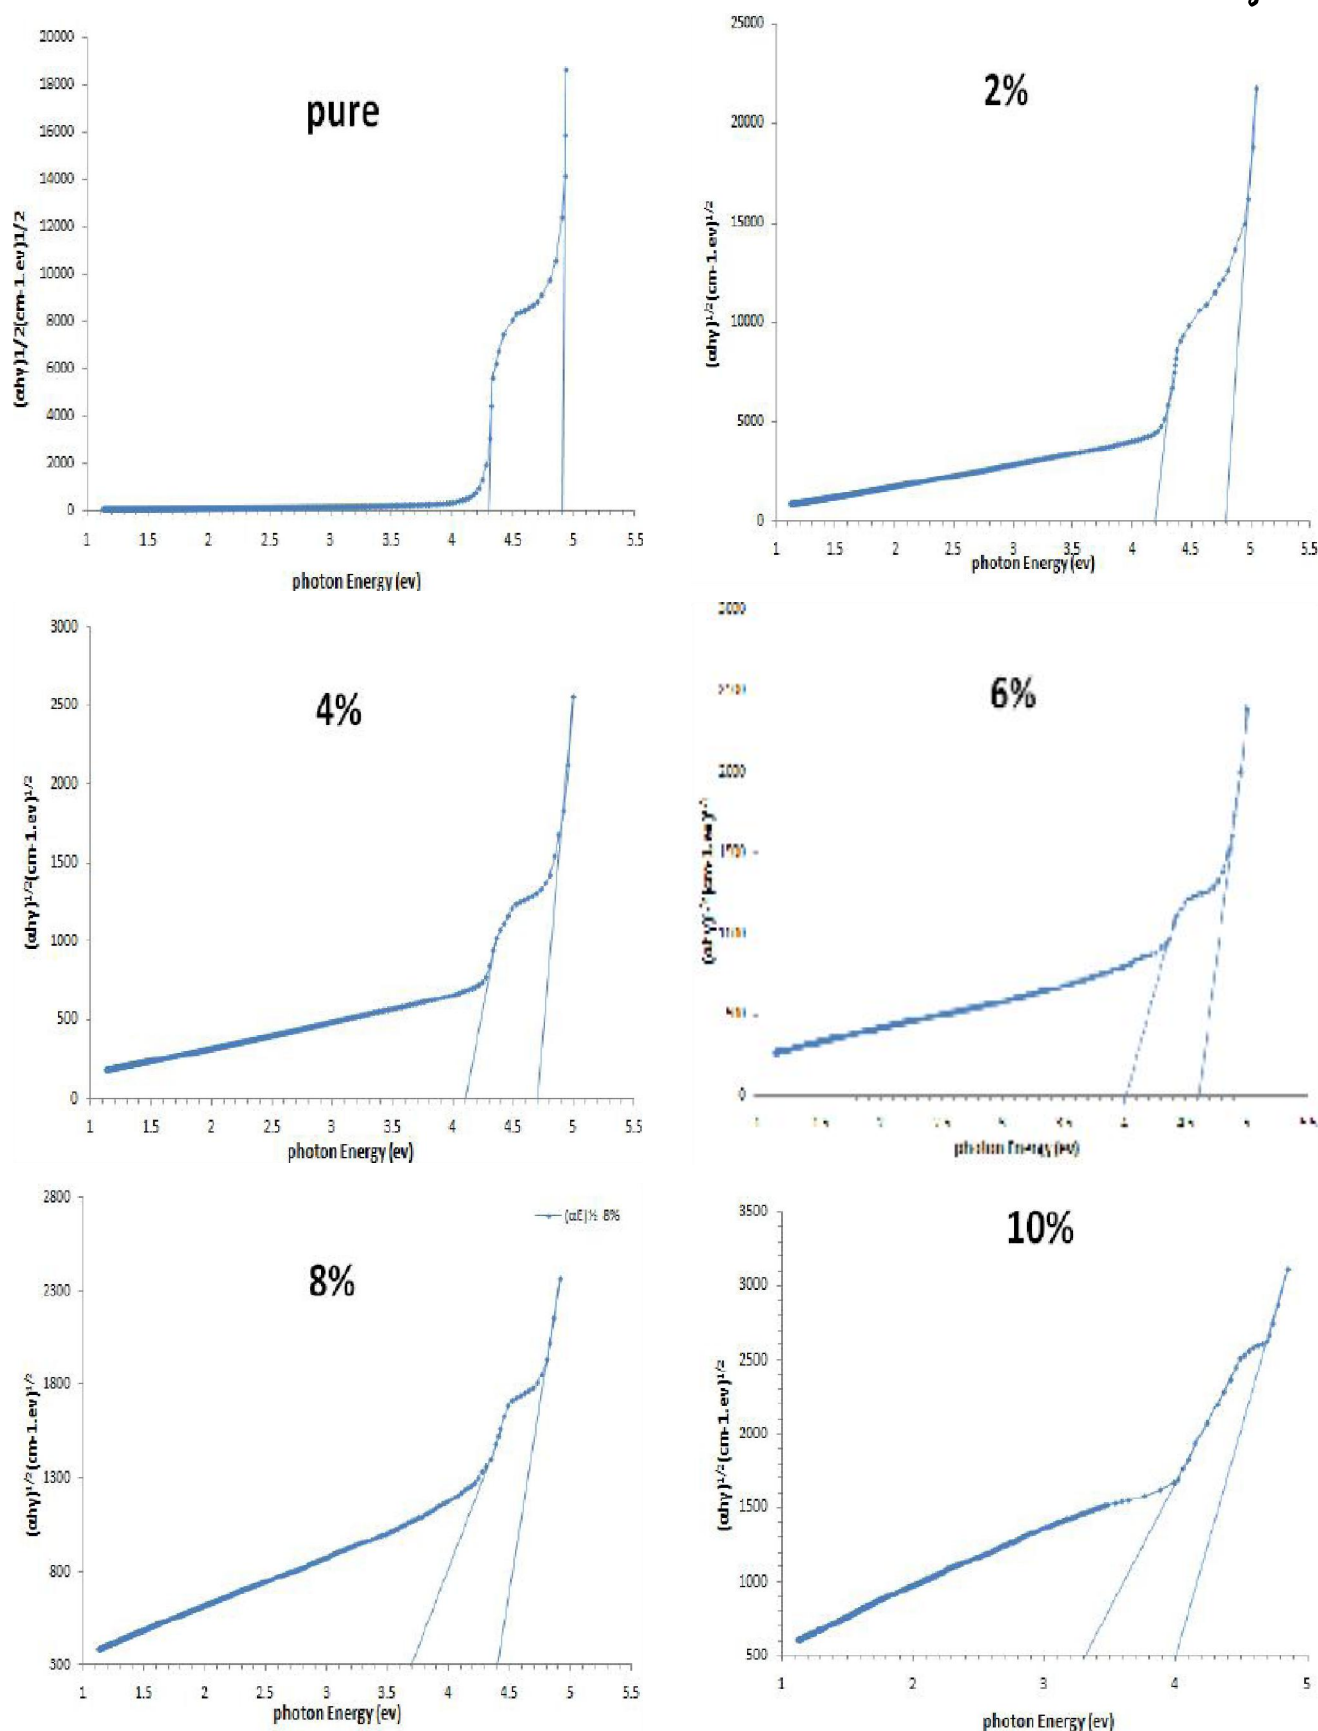 20000
18000
16000
14000
12000
10000
8000
6000
4000
2000
0
(αhγ)1/2(cm-1.ev)1/2
pure
1 1.5 2 2.5 3 3.5 4 4.5 5 5.5
photon Energy (ev)
25000
20000
15000
10000
5000
0
(αhγ)^1/2(cm-1.ev)^1/2
2%
1 1.5 2 2.5 3 3.5 4 4.5 5 5.5
photon Energy (ev)
3000
2500
2000
1500
1000
500
0
(αhγ)^1/2(cm-1.ev)^1/2
4%
1 1.5 2 2.5 3 3.5 4 4.5 5 5.5
photon Energy (ev)
3000
2500
2000
1500
1000
500
0
6%
photon Energy (ev)
2800
2300
1800
1300
800
300
(αhγ)^1/2(cm-1.ev)^1/2
8%
(αE)½ 8%
1 1.5 2 2.5 3 3.5 4 4.5 5 5.5
photon Energy (ev)
3500
3000
2500
2000
1500
1000
500
(αhγ)^1/2(cm-1.ev)^1/2
10%
1 2 3 4 5
photon Energy (ev)